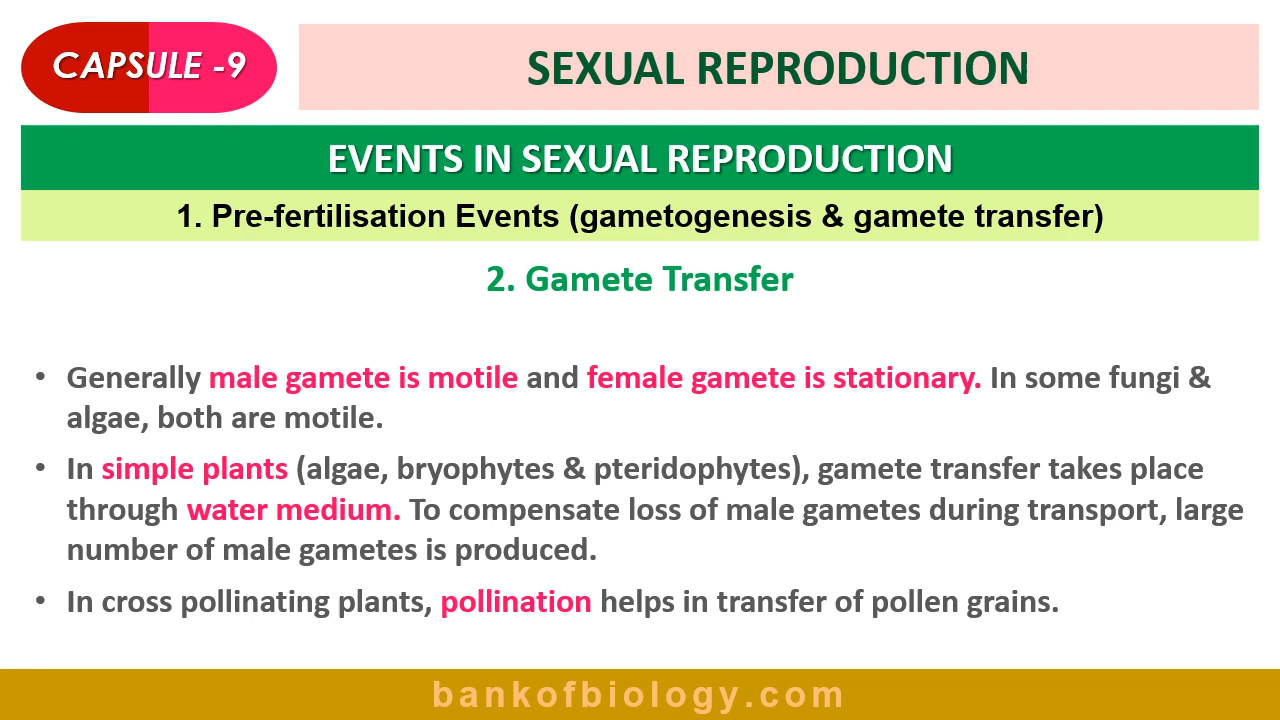 CAPSULE -9
SEXUAL REPRODUCTION
EVENTS IN SEXUAL REPRODUCTION
1. Pre-fertilisation Events (gametogenesis & gamete transfer)
2. Gamete Transfer
• Generally male gamete is motile and female gamete is stationary. In some fungi &
algae, both are motile.
• In simple plants (algae, bryophytes & pteridophytes), gamete transfer takes place
through water medium. To compensate loss of male gametes during transport, large
number of male gametes is produced.
• In cross pollinating plants, pollination helps in transfer of pollen grains.
bankofbiology.com